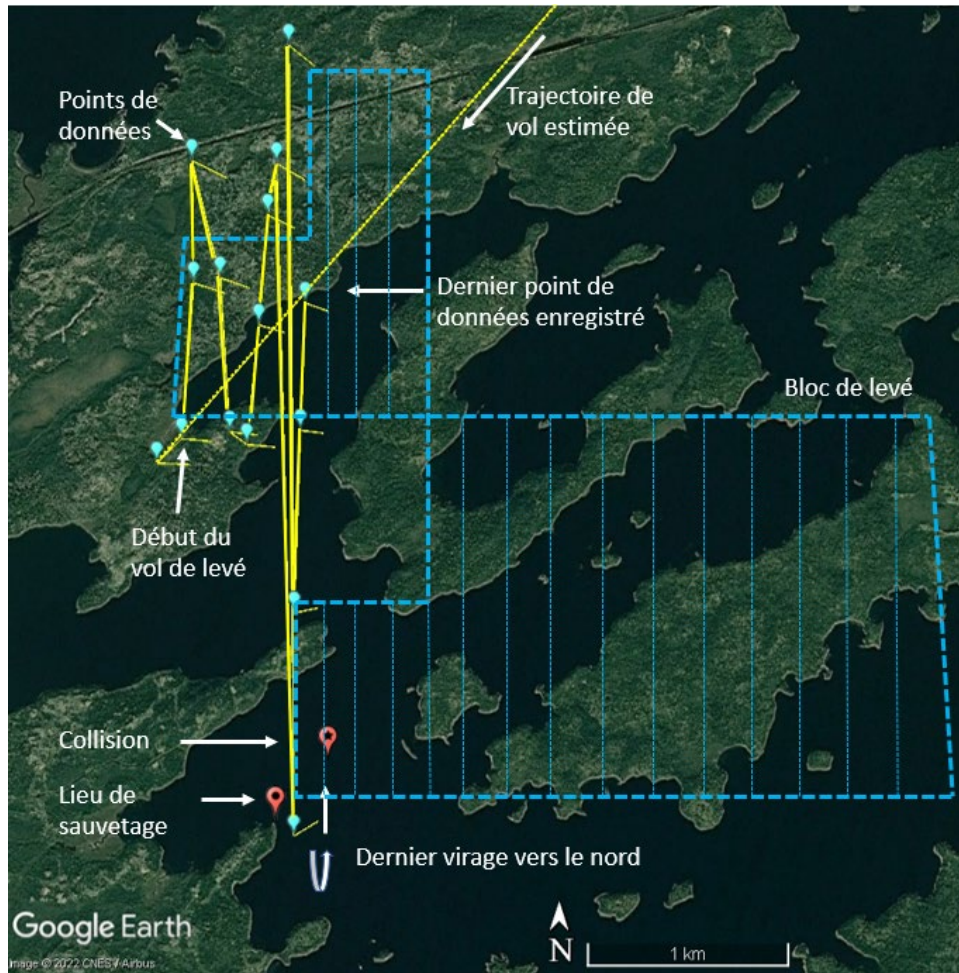 Points de
données
Trajectoire de
vol estimée
Dernier point de
données enregistré
Bloc de levé
Début du
vol de levé
Collision
Lieu de
sauvetage
Dernier virage vers le nord
Google Earth
Image © 2022 CNES / Airbus
N
1 km